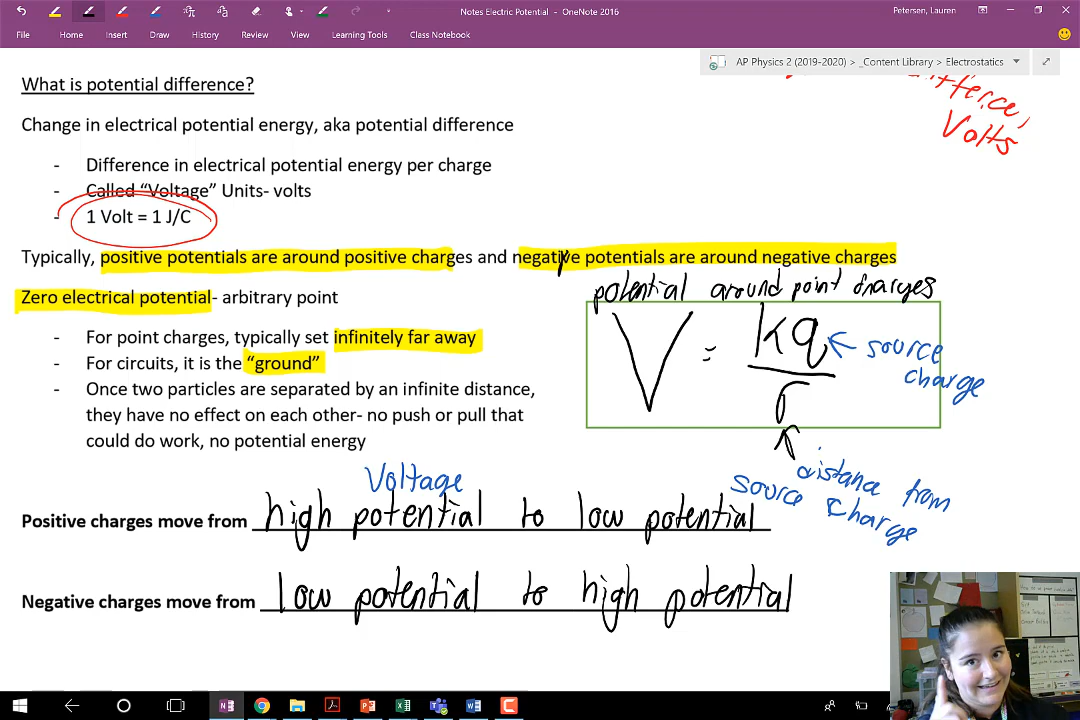 Notes Electric Potential - OneNote 2016
Petersen, Lauren
File Home Insert Draw History Review View Learning Tools Class Notebook
AP Physics 2 (2019-2020) > _Content Library > Electrostatics
Volts
What is potential difference?
Change in electrical potential energy, aka potential difference
- Difference in electrical potential energy per charge
- Called “Voltage” Units- volts
- 1 Volt = 1 J/C
Typically, positive potentials are around positive charges and negative potentials are around negative charges
Zero electrical potential- arbitrary point
potential around point charges
- For point charges, typically set infinitely far away
- For circuits, it is the “ground”
- Once two particles are separated by an infinite distance,
they have no effect on each other- no push or pull that
could do work, no potential energy
V = kq
r
source
charge
distance from
source charge
Voltage
Positive charges move from high potential to low potential
Negative charges move from low potential to high potential